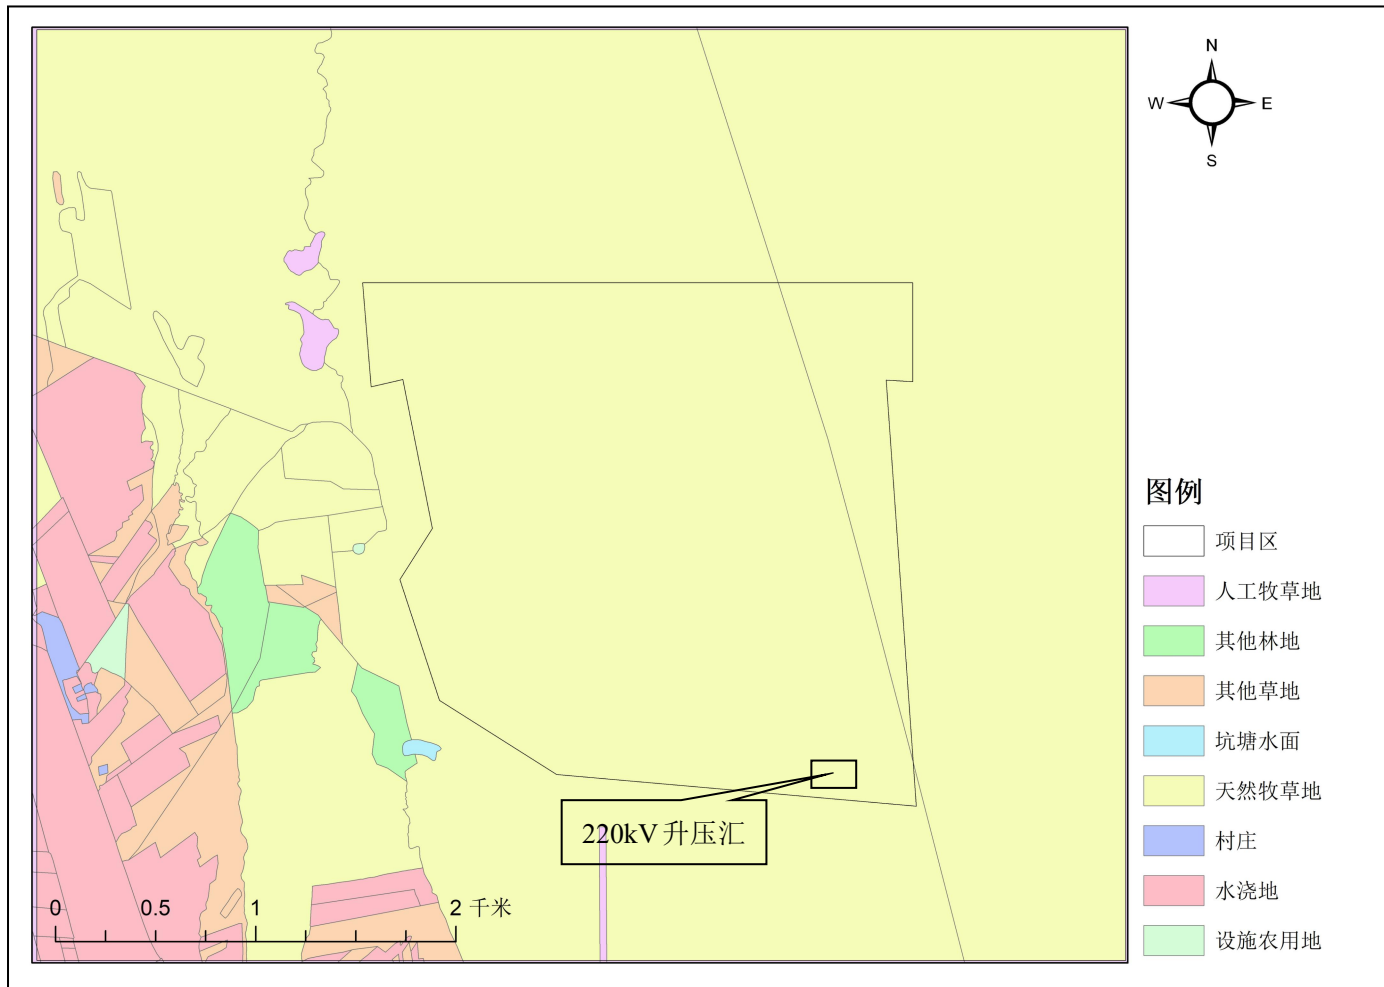 N
W E
S
图例
项目区
人工牧草地
其他林地
其他草地
坑塘水面
天然牧草地
村庄
水浇地
设施农用地
220kV升压汇
0 0.5 1 2 千米